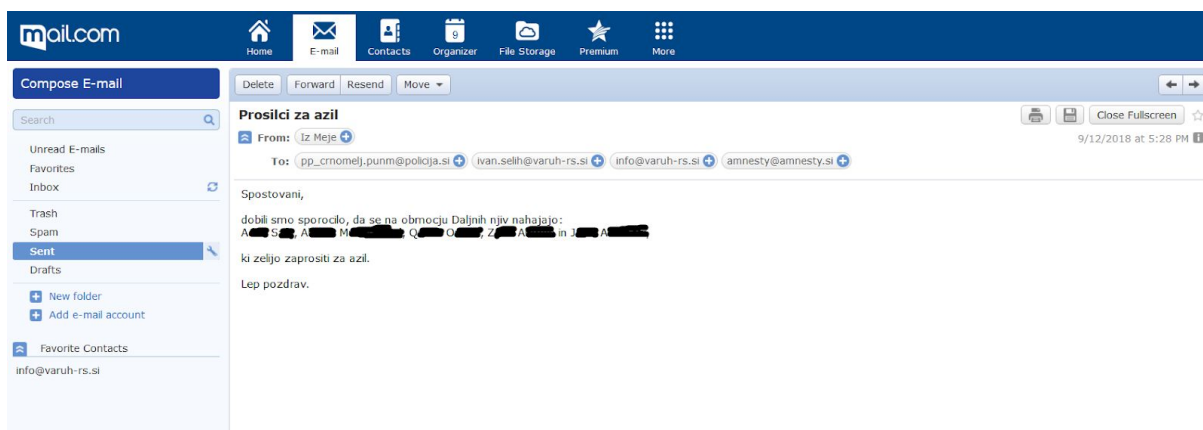 mail.com
Home E-mail Contacts 9 Organizer File Storage Premium More
Compose E-mail
Delete Forward Resend Move
Search
Prosilci za azil
Close Fullscreen
From: Iz Meje
9/12/2018 at 5:28 PM
To: pp_crnomelj.punm@policija.si ivan.selih@varuh-rs.si info@varuh-rs.si amnesty@amnesty.si
Unread E-mails
Favorites
Inbox
Trash
Spam
Sent
Drafts
New folder
Add e-mail account
Favorite Contacts
info@varuh-rs.si
Spostovani,
dobili smo sporocilo, da se na obmocju Daljnih njiv nahajajo:
A S, A M, Q O, Z A in J A
ki zelijo zaprositi za azil.
Lep pozdrav.